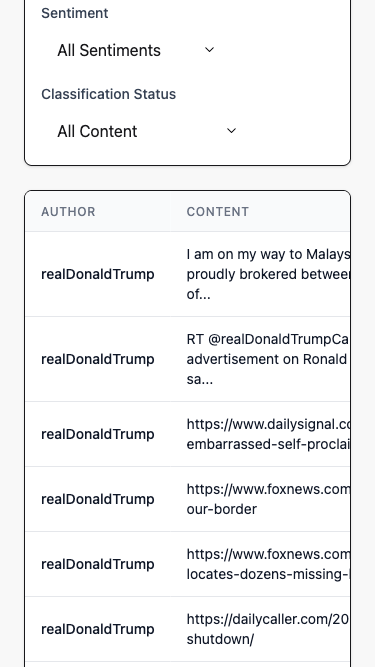 Sentiment
All Sentiments
Classification Status
All Content
AUTHOR CONTENT
realDonaldTrump
I am on my way to Malays
proudly brokered between
of...
realDonaldTrump
RT @realDonaldTrumpCa
advertisement on Ronald
sa...
realDonaldTrump
https://www.dailysignal.co
embarrassed-self-proclai
realDonaldTrump
https://www.foxnews.com
our-border
realDonaldTrump
https://www.foxnews.com
locates-dozens-missing-
realDonaldTrump
https://dailycaller.com/20
shutdown/